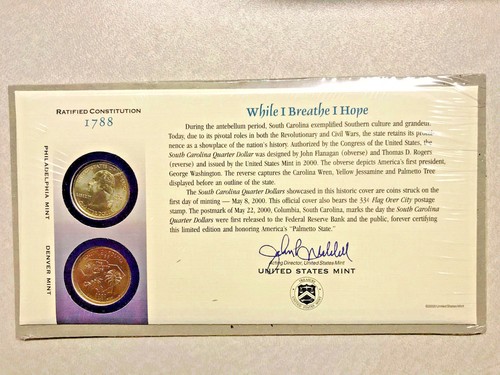 RATIFIED CONSTITUTION
1788
PHILADELPHIA MINT
DENVER MINT
While I Breathe I Hope
During the antebellum period, South Carolina exemplified Southern culture and grandeur.
Today, due to its pivotal roles in both the Revolutionary and Civil Wars, the state retains its promi-
nence as a showplace of the nation's history. Authorized by the Congress of the United States, the
South Carolina Quarter Dollar was designed by John Flanagan (obverse) and Thomas D. Rogers
(reverse) and issued by the United States Mint in 2000. The obverse depicts America's first president,
George Washington. The reverse captures the Carolina Wren, Yellow Jessamine and Palmetto Tree
displayed before an outline of the state.
The South Carolina Quarter Dollars showcased in this historic cover are coins struck on the
first day of minting — May 8, 2000. This official cover also bears the 33¢ Flag Over City postage
stamp. The postmark of May 22, 2000, Columbia, South Carolina, marks the day the South Carolina
Quarter Dollars were first released to the Federal Reserve Bank and the public, forever certifying
this limited edition and honoring America's "Palmetto State."
Acting Director, United States Mint
UNITED STATES MINT